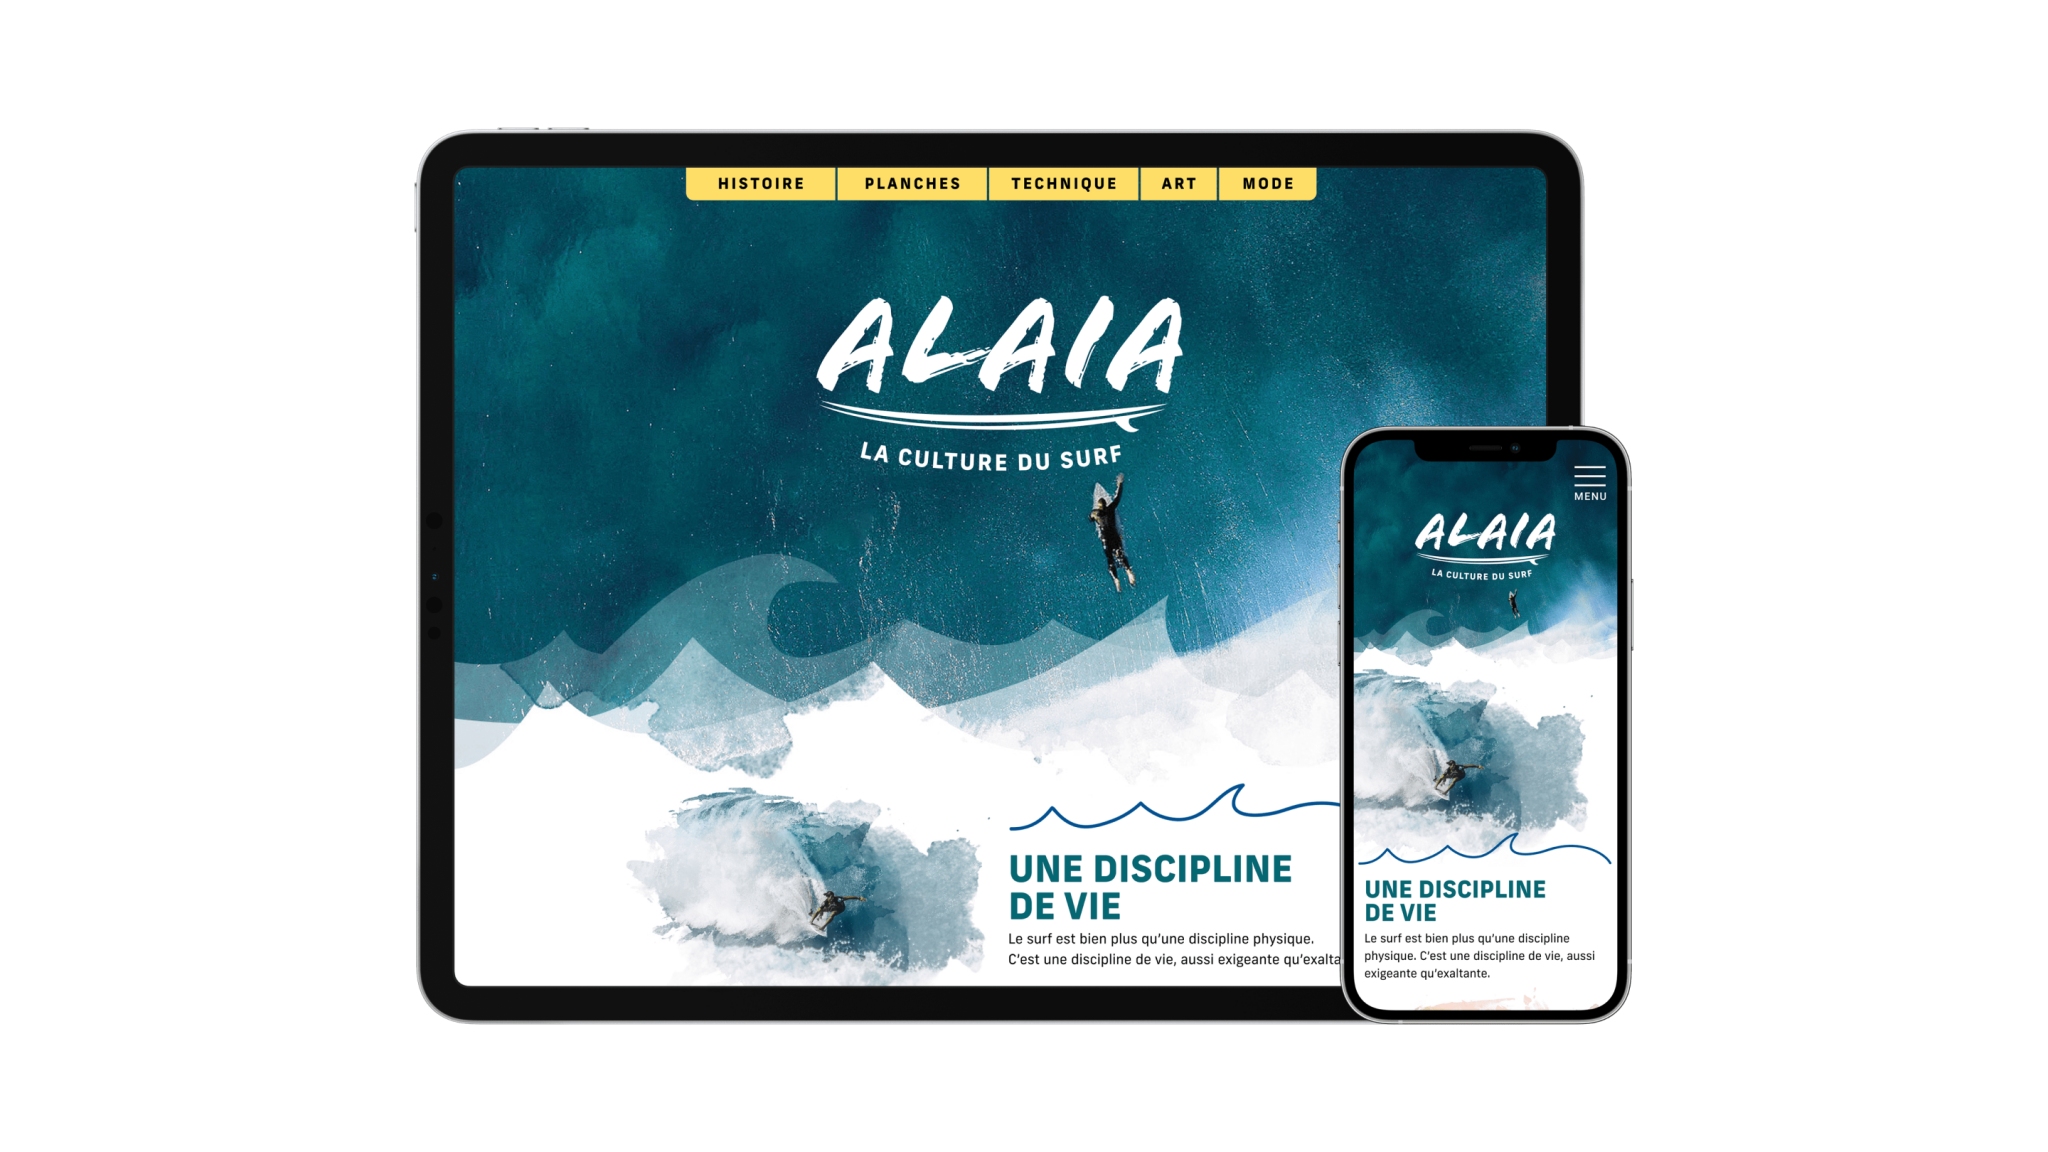 HISTOIRE PLANCHES TECHNIQUE ART MODE
ALAIA
LA CULTURE DU SURF
UNE DISCIPLINE
DE VIE
Le surf est bien plus qu'une discipline physique.
C'est une discipline de vie, aussi exigeante qu'exalta
MENU
ALAIA
LA CULTURE DU SURF
UNE DISCIPLINE
DE VIE
Le surf est bien plus qu'une discipline
physique. C'est une discipline de vie, aussi
exigeante qu'exaltante.